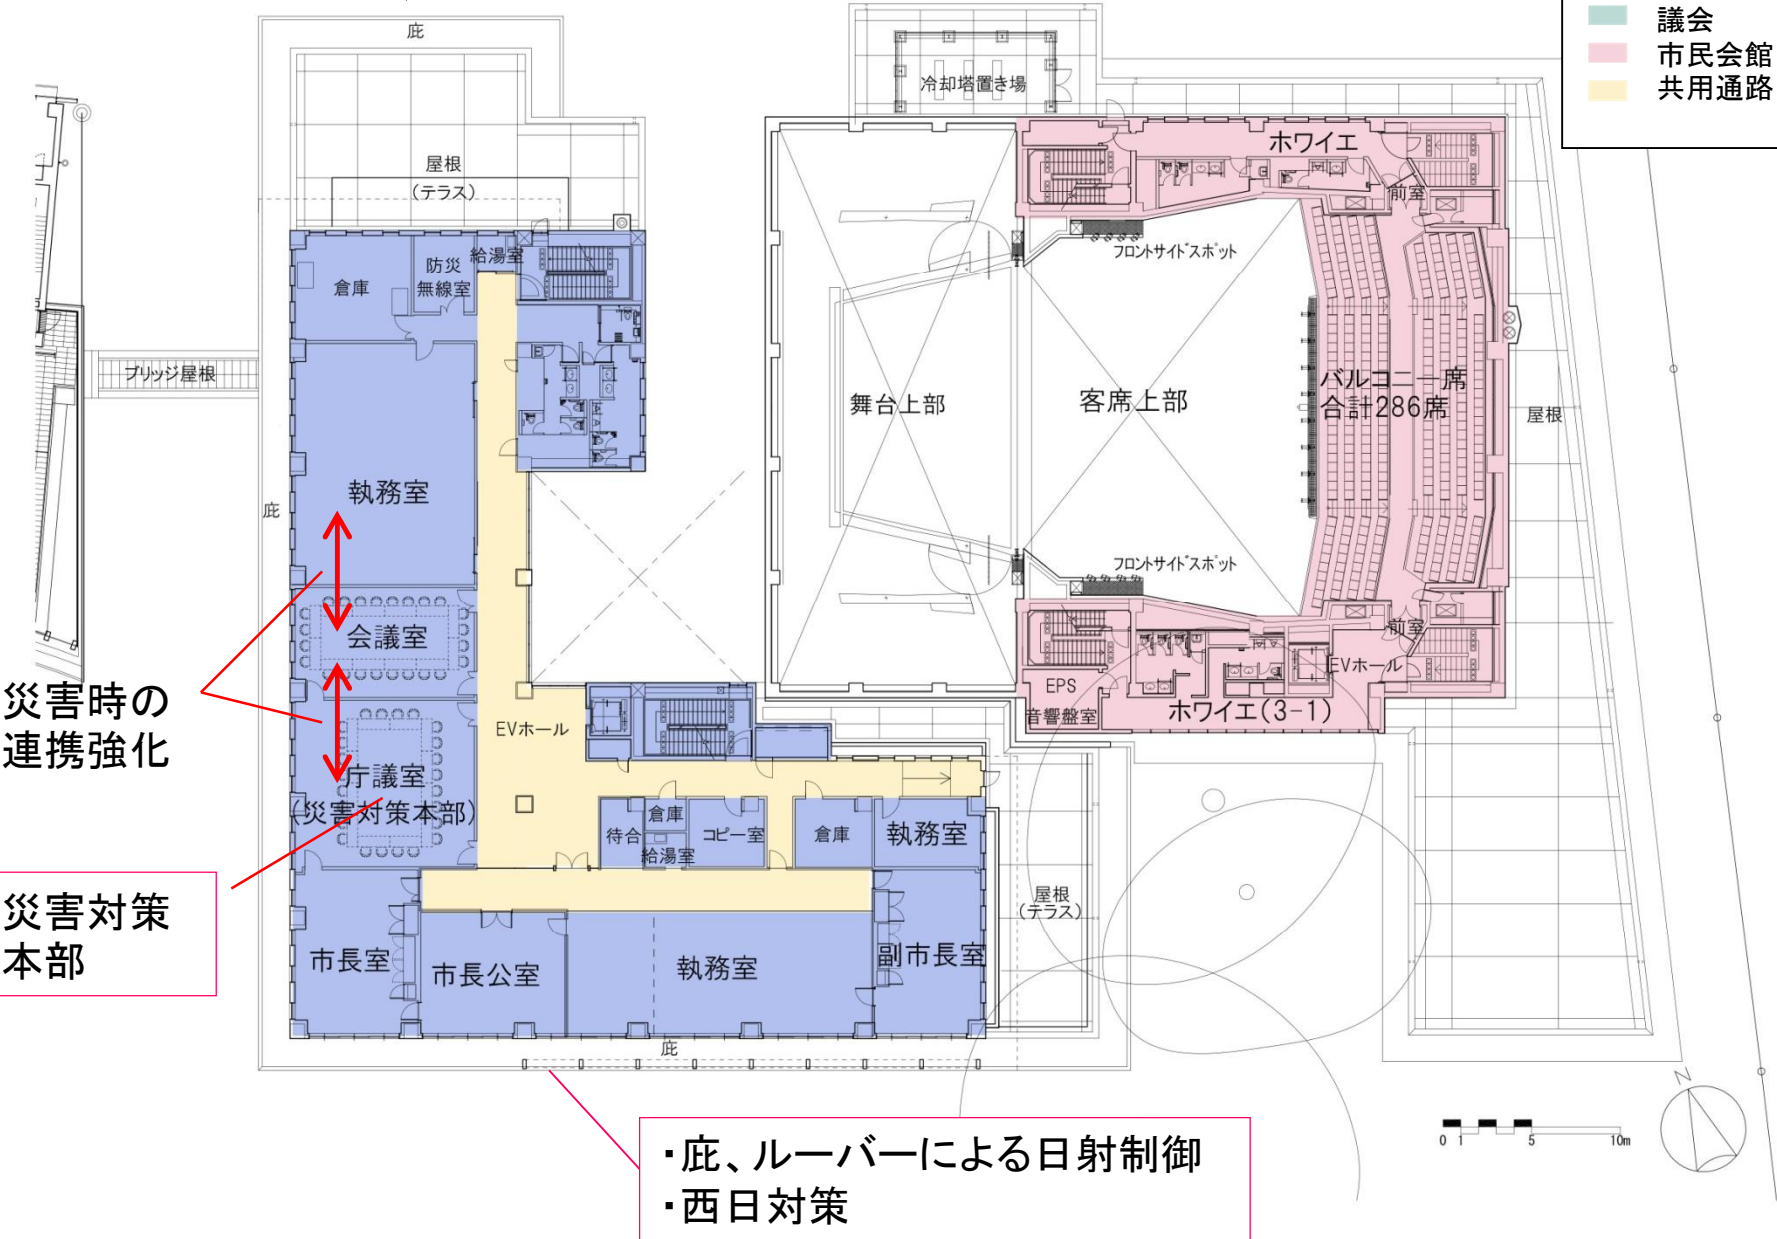 議会
市民会館
共用通路
庇
冷却塔置き場
ホワイエ
屋根
(テラス)
前室
給湯室
防災
無線室
倉庫
フロントサイドスポット
ブリッジ屋根
舞台上部
客席上部
バルコニー席
合計286席
屋根
執務室
庇
フロントサイドスポット
会議室
前室
EVホール
EPS
音響盤室
ホワイエ(3-1)
災害時の
連携強化
EVホール
庁議室
(災害対策本部)
待合
倉庫
給湯室
コピー室
倉庫
執務室
災害対策
本部
屋根
(テラス)
市長室
市長公室
執務室
副市長室
庇
N
0 1 5 10m
・庇、ルーバーによる日射制御
・西日対策